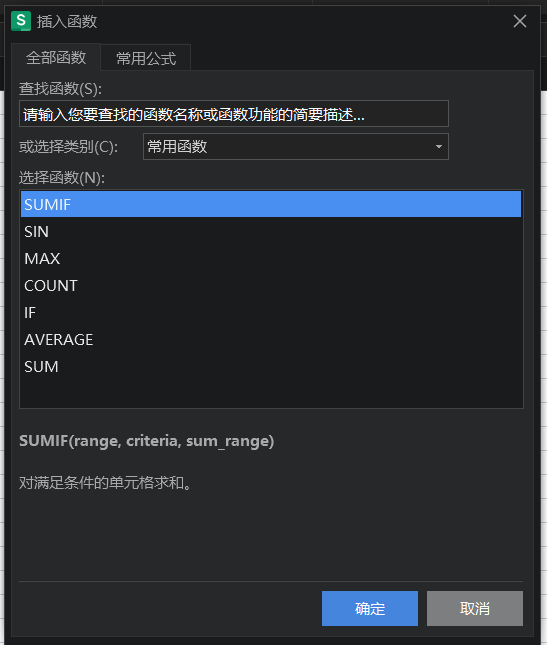 S 插入函数
全部函数 常用公式
查找函数(S):
请输入您要查找的函数名称或函数功能的简要描述...
或选择类别(C): 常用函数
选择函数(N):
SUMIF
SIN
MAX
COUNT
IF
AVERAGE
SUM
SUMIF(range, criteria, sum_range)
对满足条件的单元格求和。
确定 取消